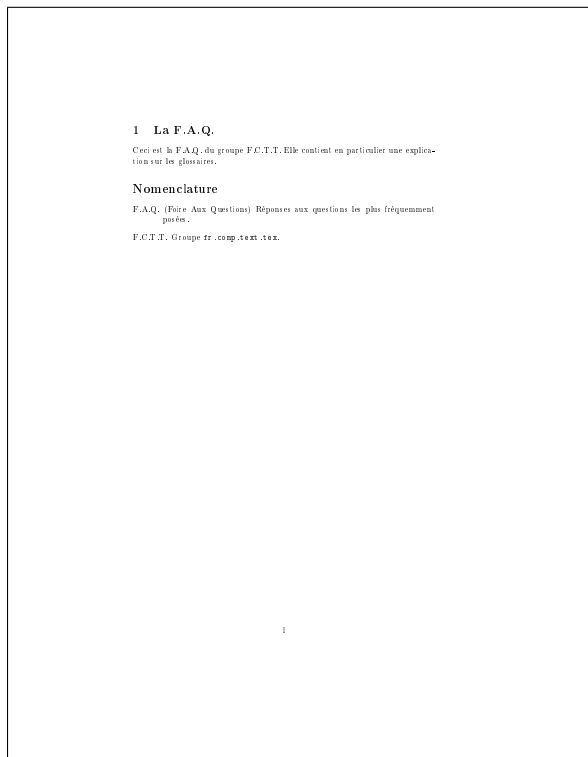 1 La F.A.Q.
Ceci est la F.A.Q. du groupe F.C.T.T. Elle contient en particulier une explica-
tion sur les glossaires.
Nomenclature
F.A.Q. (Foire Aux Questions) Réponses aux questions les plus fréquemment
posées.
F.C.T.T. Groupe fr.comp.text.tex.
1